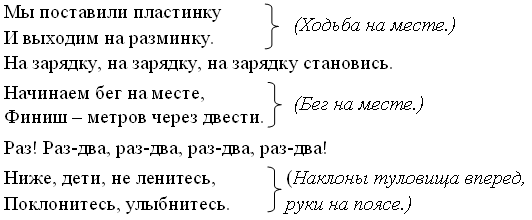 Мы поставили пластинку
И выходим на разминку.
(Ходьба на месте.)
На зарядку, на зарядку, на зарядку становись.
Начинаем бег на месте,
Финиш – метров через двести.
(Бег на месте.)
Раз! Раз-два, раз-два, раз-два, раз-два!
Ниже, дети, не ленитесь,
Поклонитесь, улыбнитесь.
(Наклоны туловища вперед,
руки на поясе.)